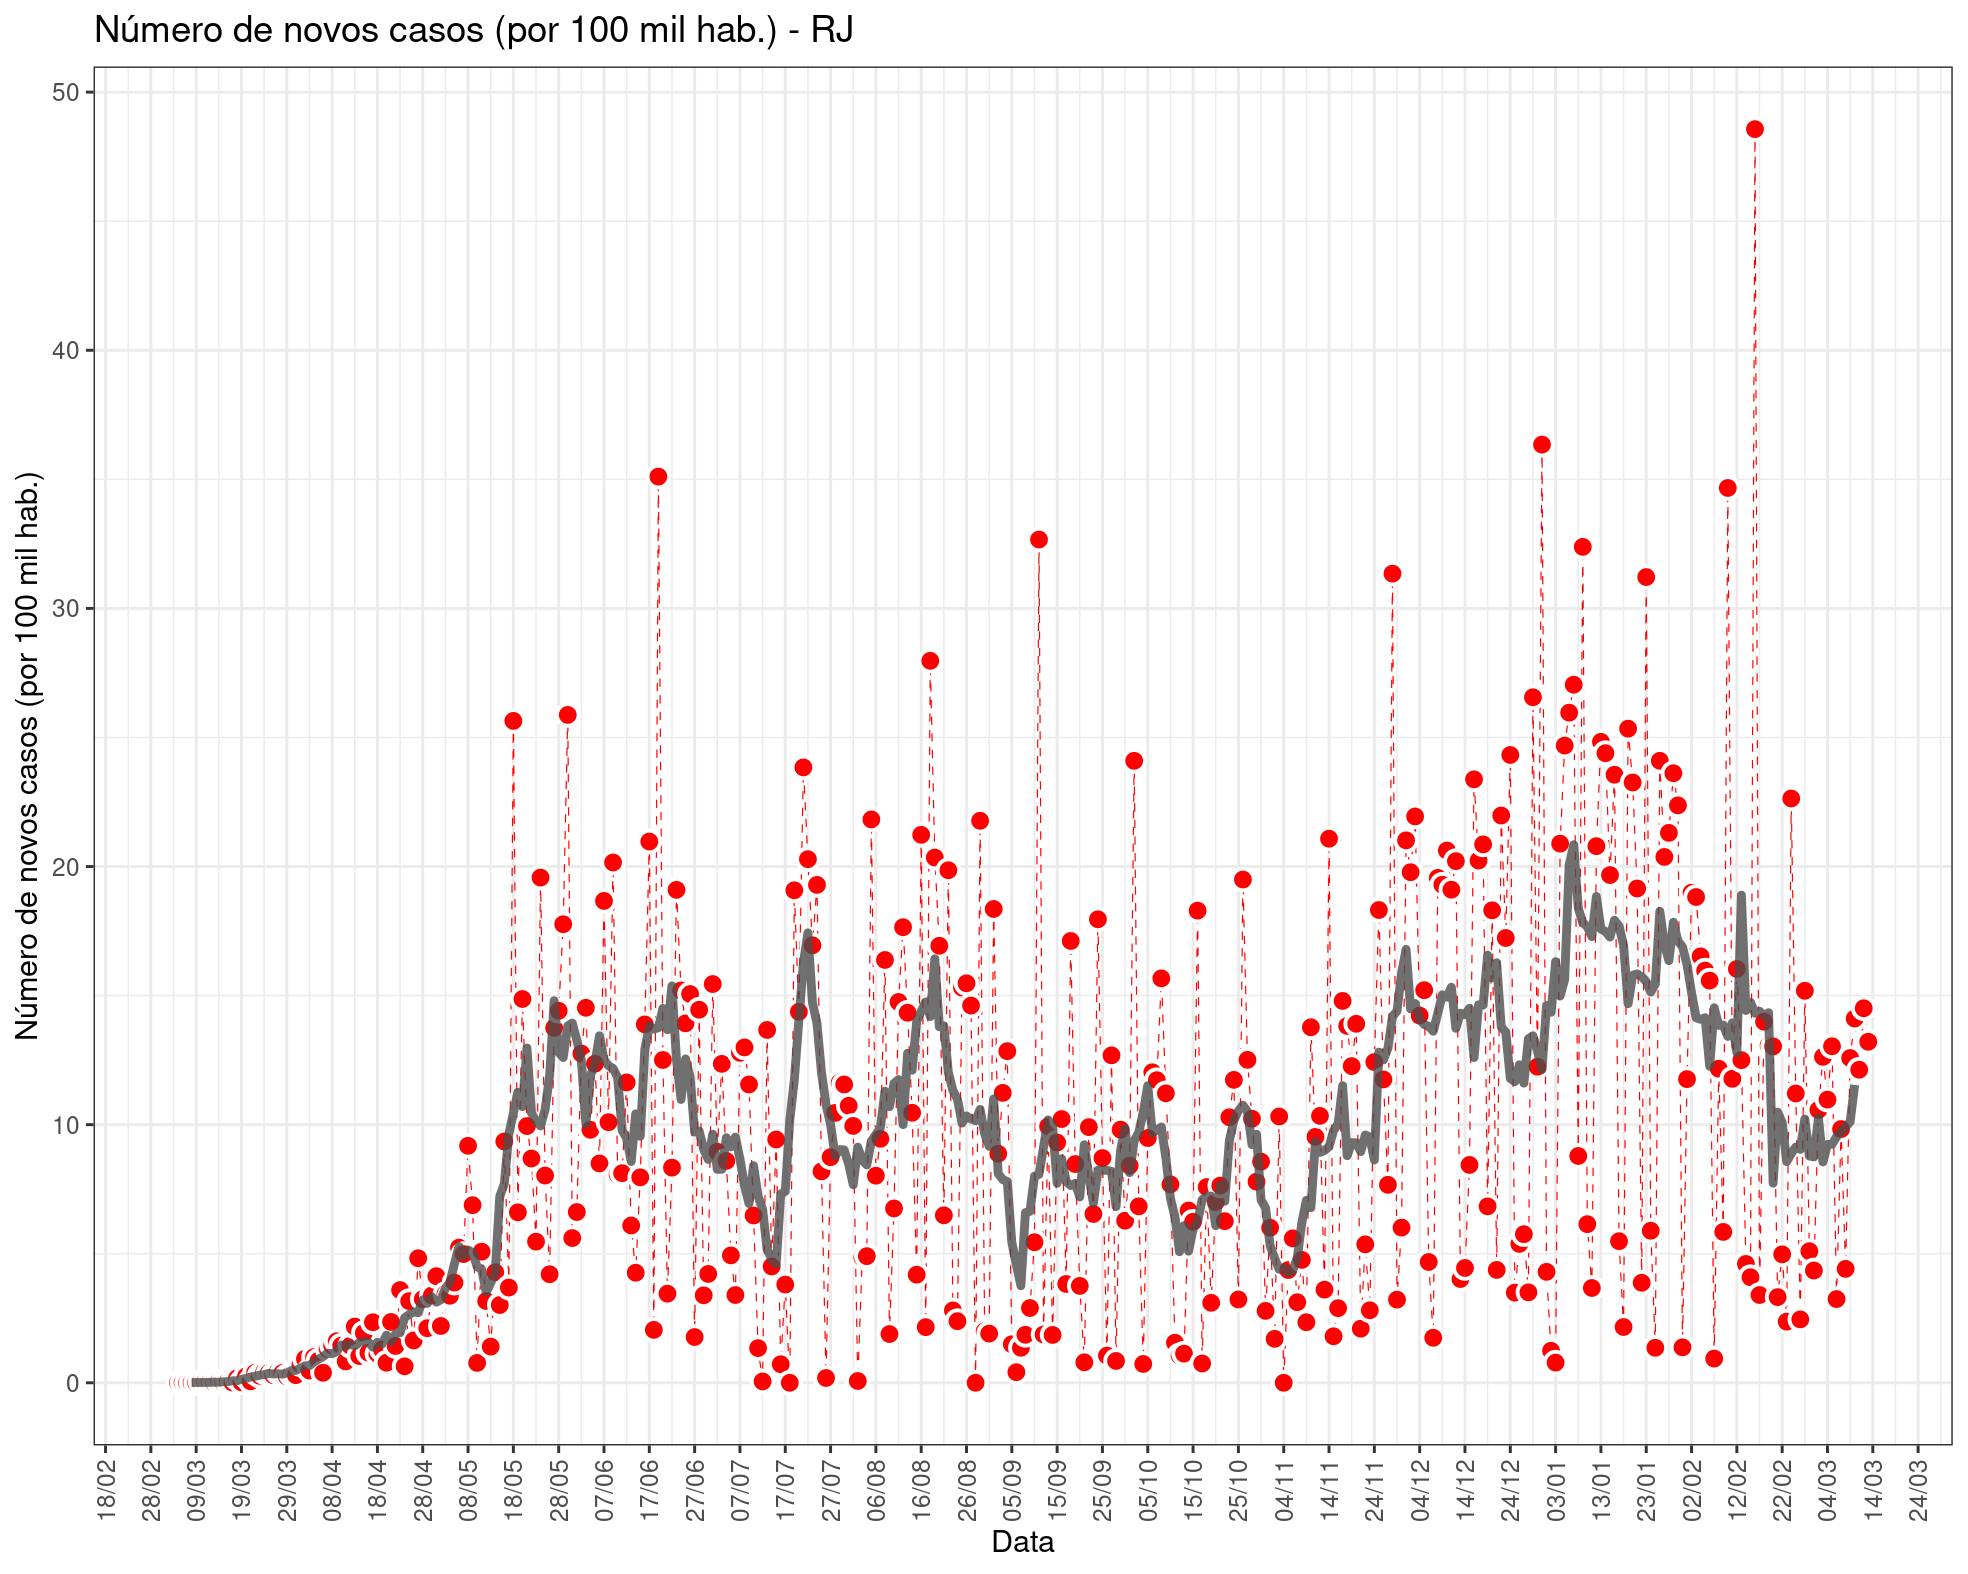 Número de novos casos (por 100 mil hab.) - RJ
Número de novos casos (por 100 mil hab.)
50
40
30
20
10
0
18/02 28/02 09/03 19/03 29/03 08/04 18/04 28/04 08/05 18/05 28/05 07/06 17/06 27/06 07/07 17/07 27/07 06/08 16/08 26/08 05/09 15/09 25/09 05/10 15/10 25/10 04/11 14/11 24/11 04/12 14/12 24/12 03/01 13/01 23/01 02/02 12/02 22/02 04/03 14/03 24/03
Data